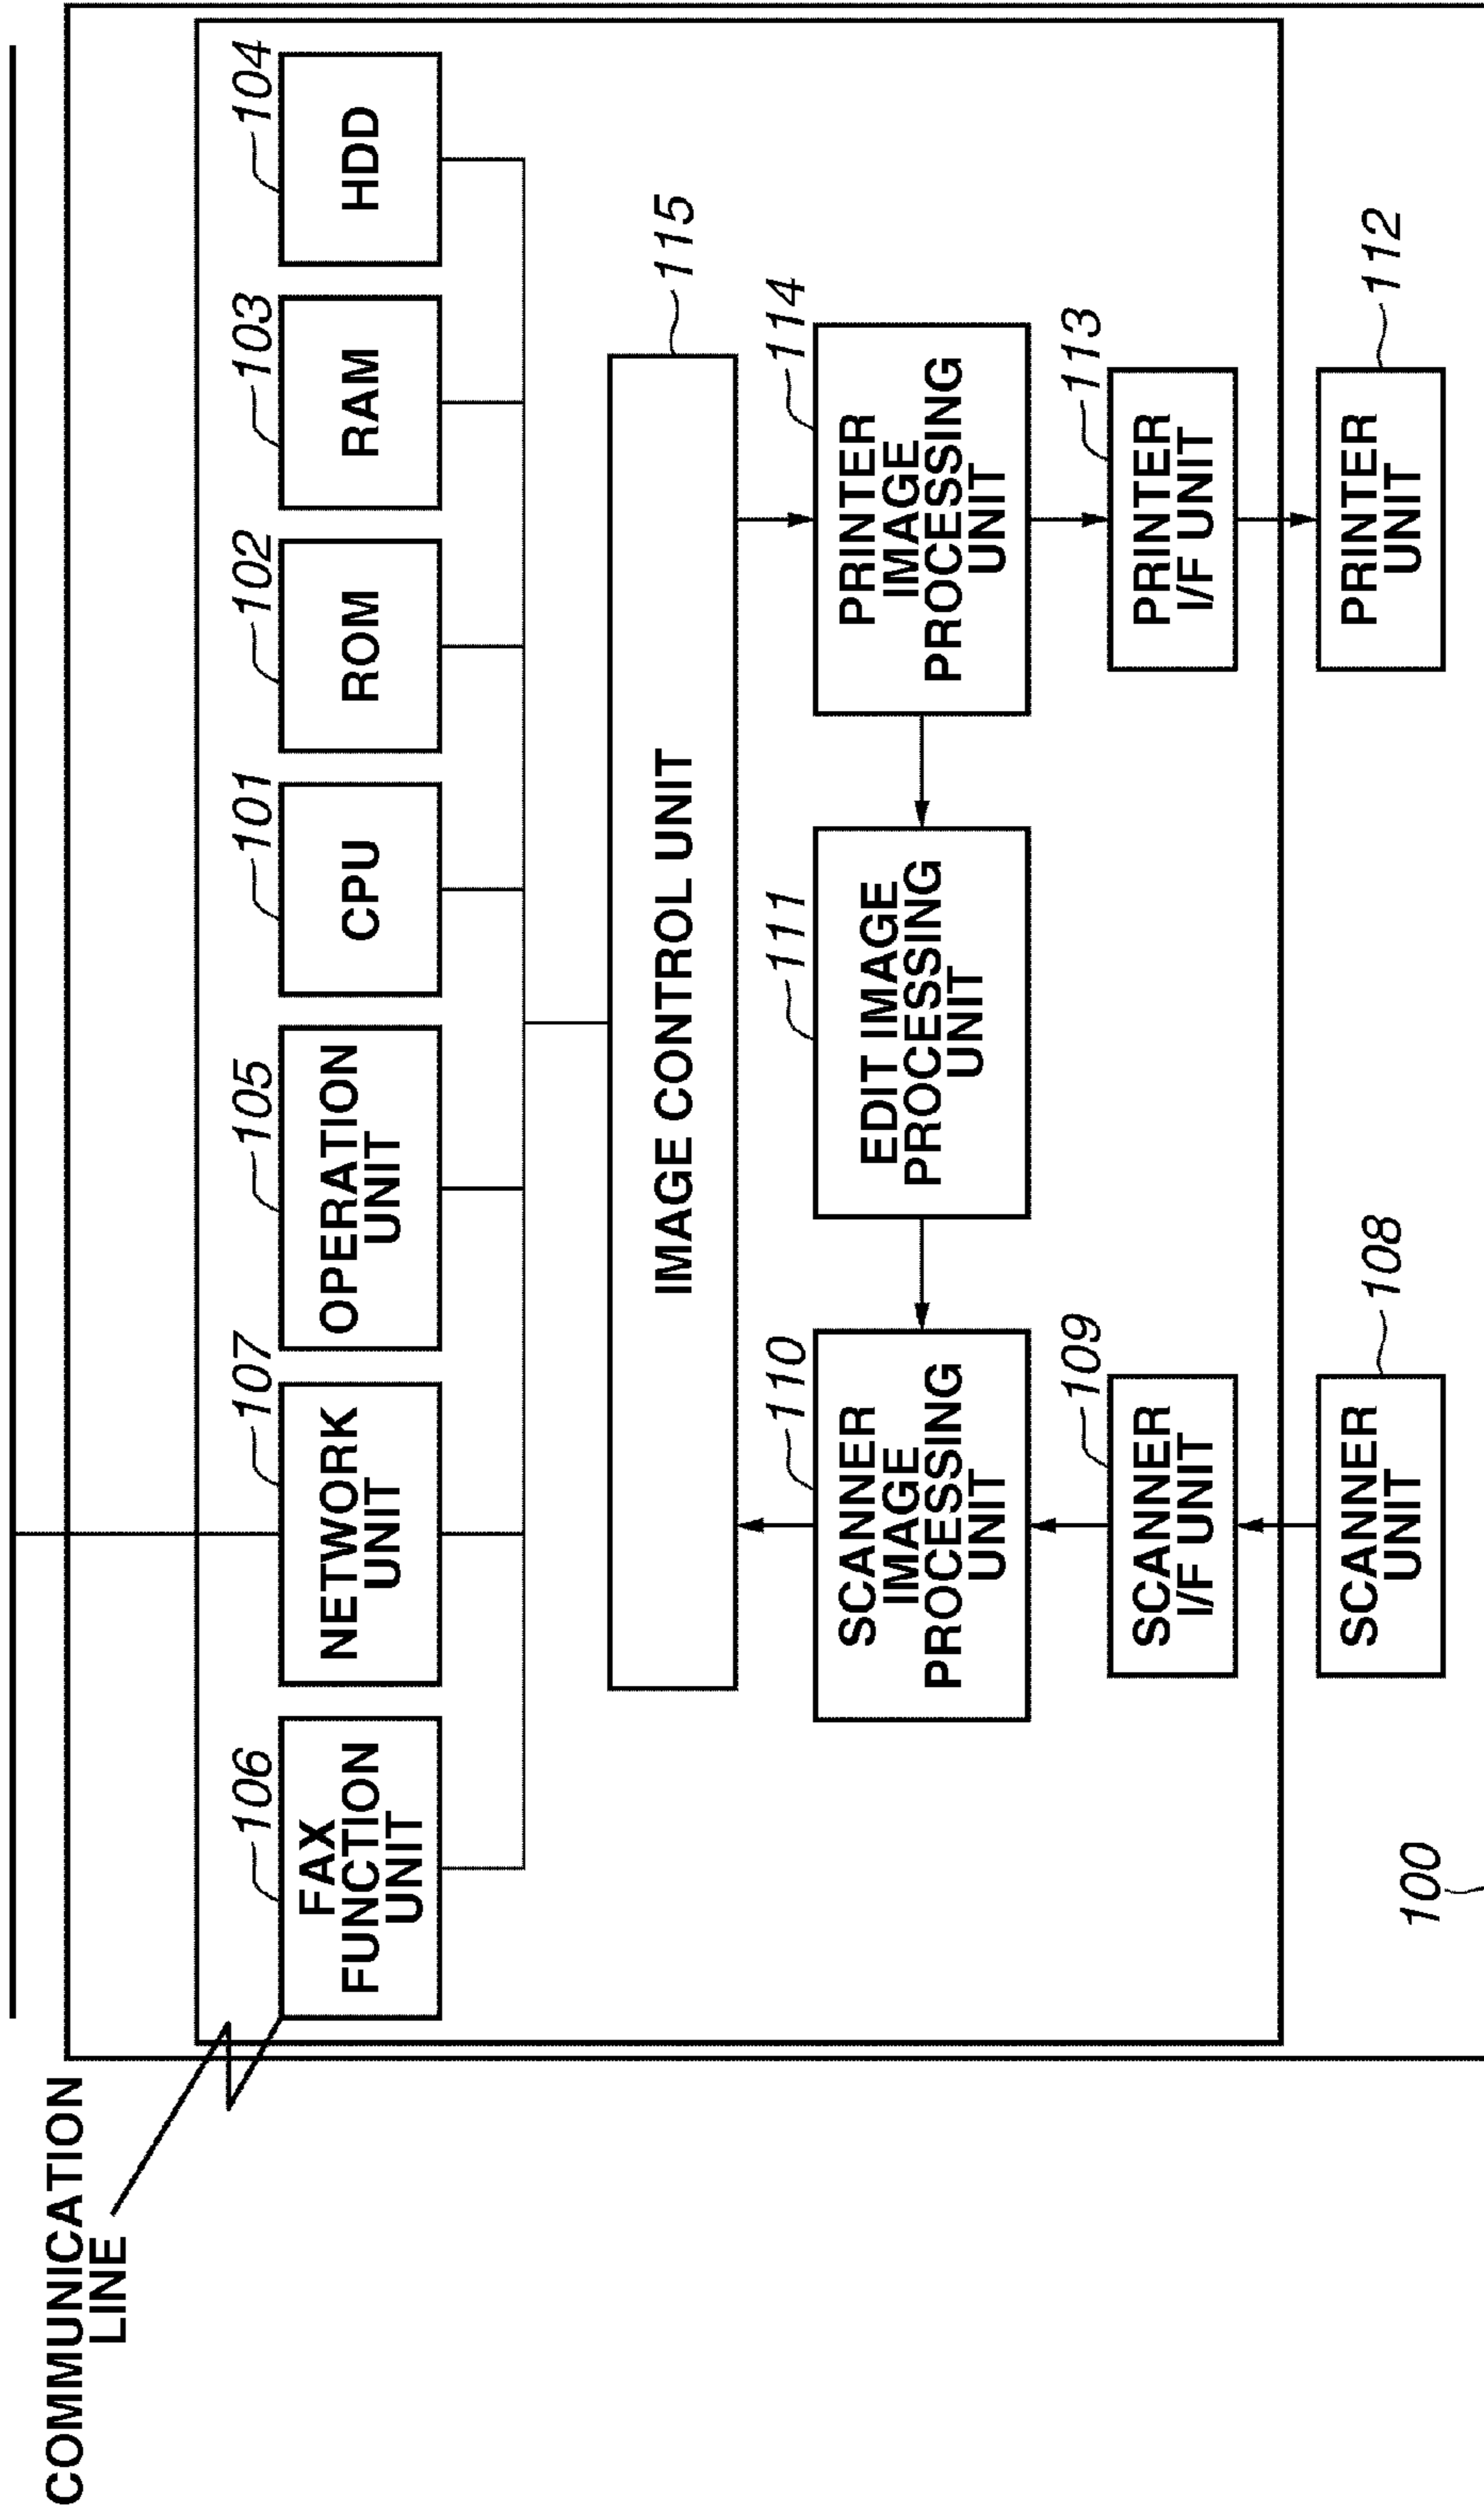 COMMUNICATION
LINE
106
107
105
101
102
103
104
FAX
FUNCTION
UNIT
NETWORK
UNIT
OPERATION
UNIT
CPU
ROM
RAM
HDD
115
IMAGE CONTROL UNIT
110
111
114
SCANNER
IMAGE
PROCESSING
UNIT
EDIT IMAGE
PROCESSING
UNIT
PRINTER
IMAGE
PROCESSING
UNIT
109
113
SCANNER
I/F UNIT
PRINTER
I/F UNIT
108
112
SCANNER
UNIT
PRINTER
UNIT
100